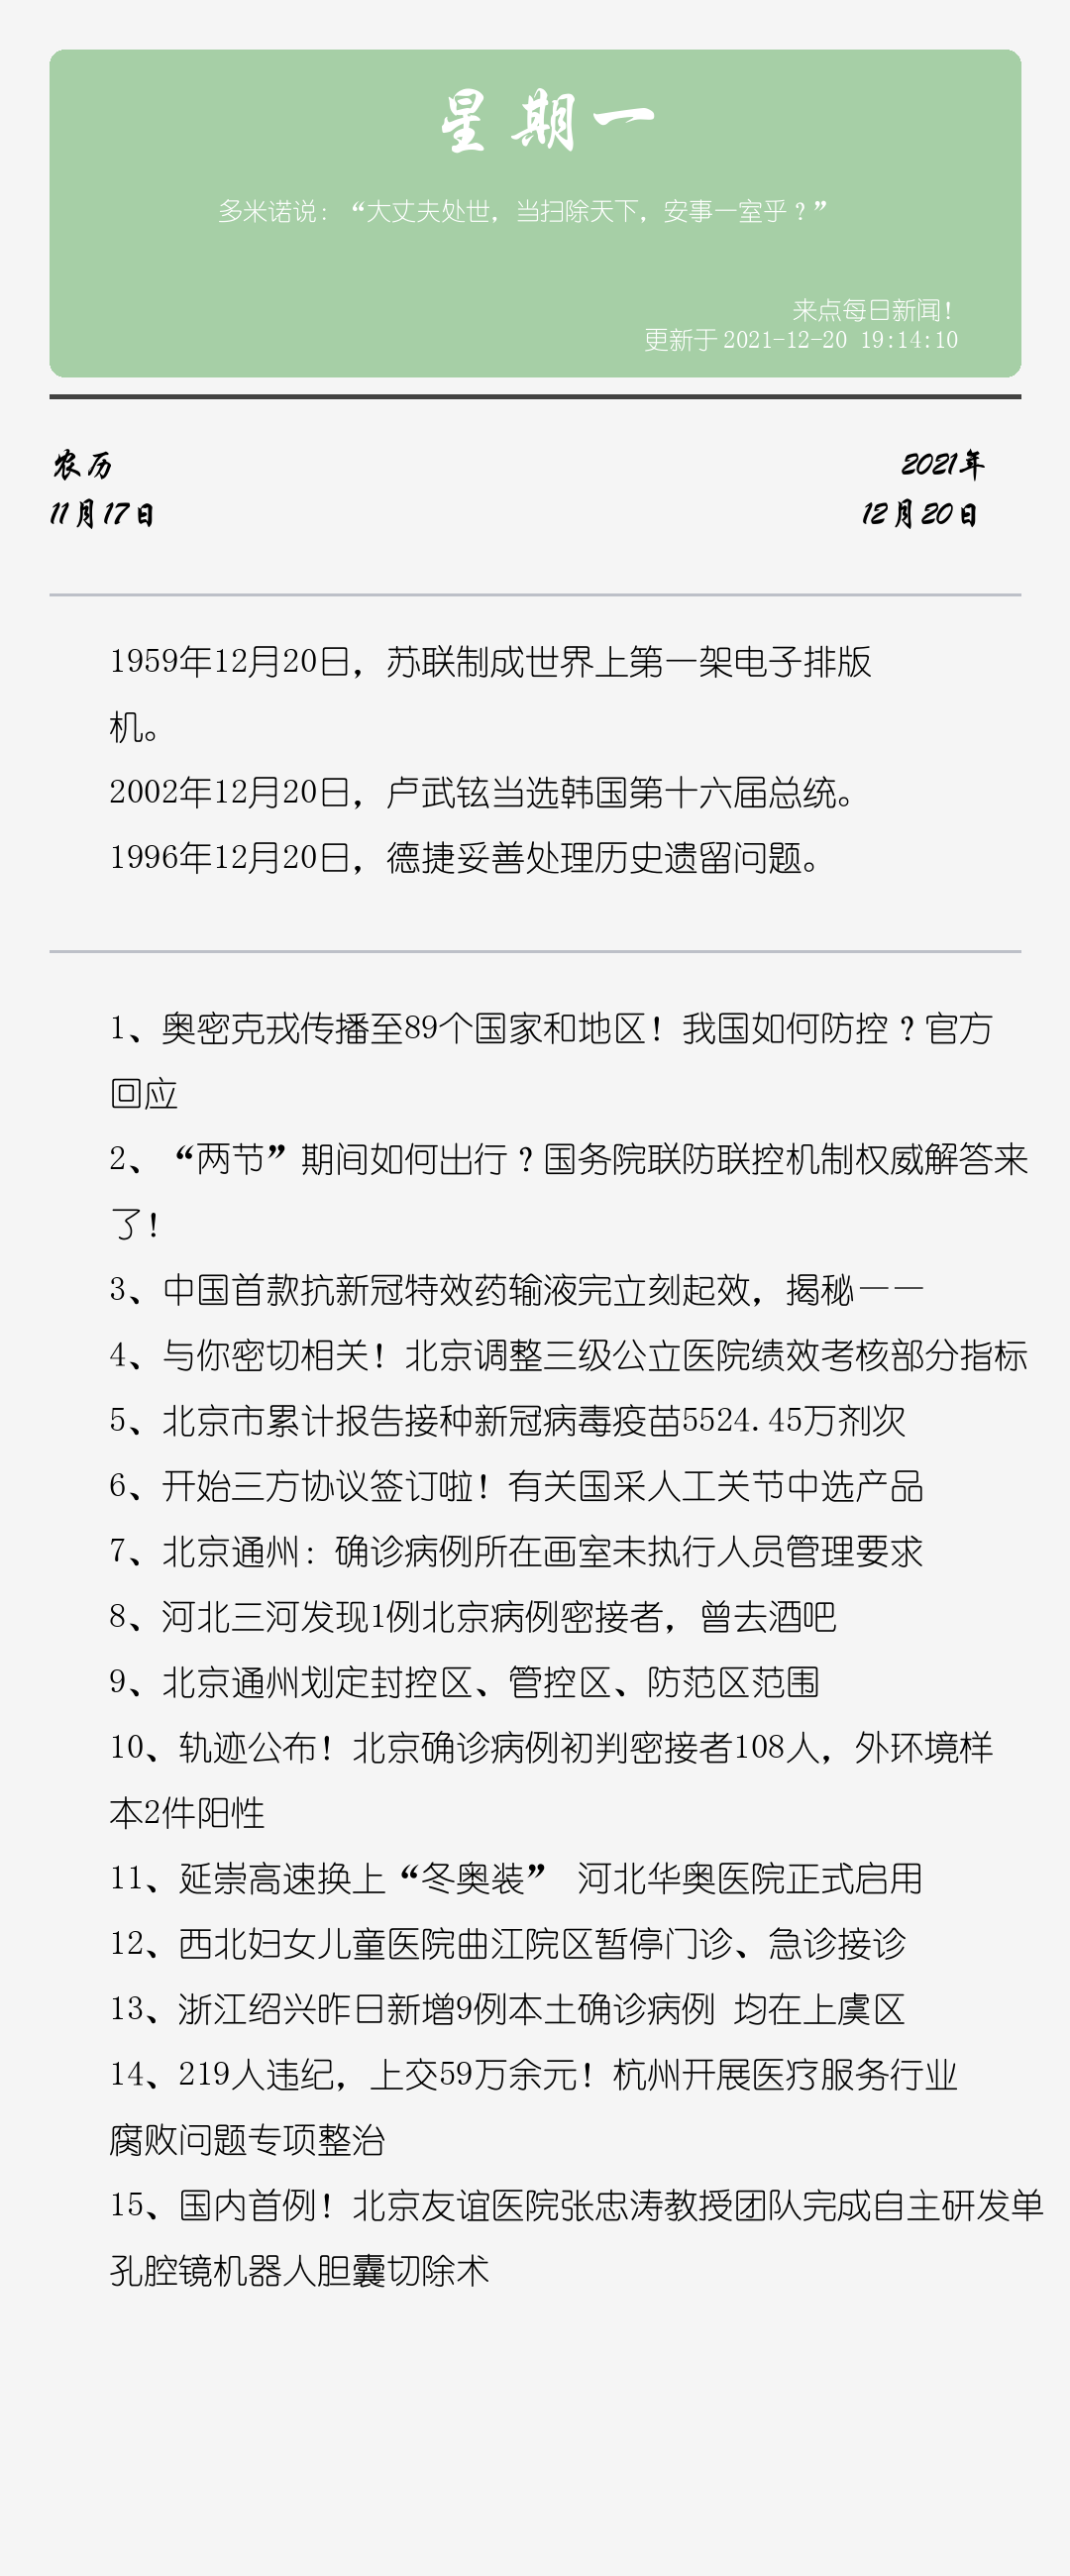 星期一
多米诺说：“大丈夫处世，当扫除天下，安事一室乎？”
来点每日新闻！
更新于2021-12-20 19:14:10
农历
2021年
11月17日
12月20日
1959年12月20日，苏联制成世界上第一架电子排版
机。
2002年12月20日，卢武铉当选韩国第十六届总统。
1996年12月20日，德捷妥善处理历史遗留问题。
1、奥密克戎传播至89个国家和地区！我国如何防控？官方
回应
2、“两节”期间如何出行？国务院联防联控机制权威解答来
了！
3、中国首款抗新冠特效药输液完立刻起效，揭秘——
4、与你密切相关！北京调整三级公立医院绩效考核部分指标
5、北京市累计报告接种新冠病毒疫苗5524.45万剂次
6、开始三方协议签订啦！有关国采人工关节中选产品
7、北京通州：确诊病例所在画室未执行人员管理要求
8、河北三河发现1例北京病例密接者，曾去酒吧
9、北京通州划定封控区、管控区、防范区范围
10、轨迹公布！北京确诊病例初判密接者108人，外环境样
本2件阳性
11、延崇高速换上“冬奥装” 河北华奥医院正式启用
12、西北妇女儿童医院曲江院区暂停门诊、急诊接诊
13、浙江绍兴昨日新增9例本土确诊病例 均在上虞区
14、219人违纪，上交59万余元！杭州开展医疗服务行业
腐败问题专项整治
15、国内首例！北京友谊医院张忠涛教授团队完成自主研发单
孔腔镜机器人胆囊切除术